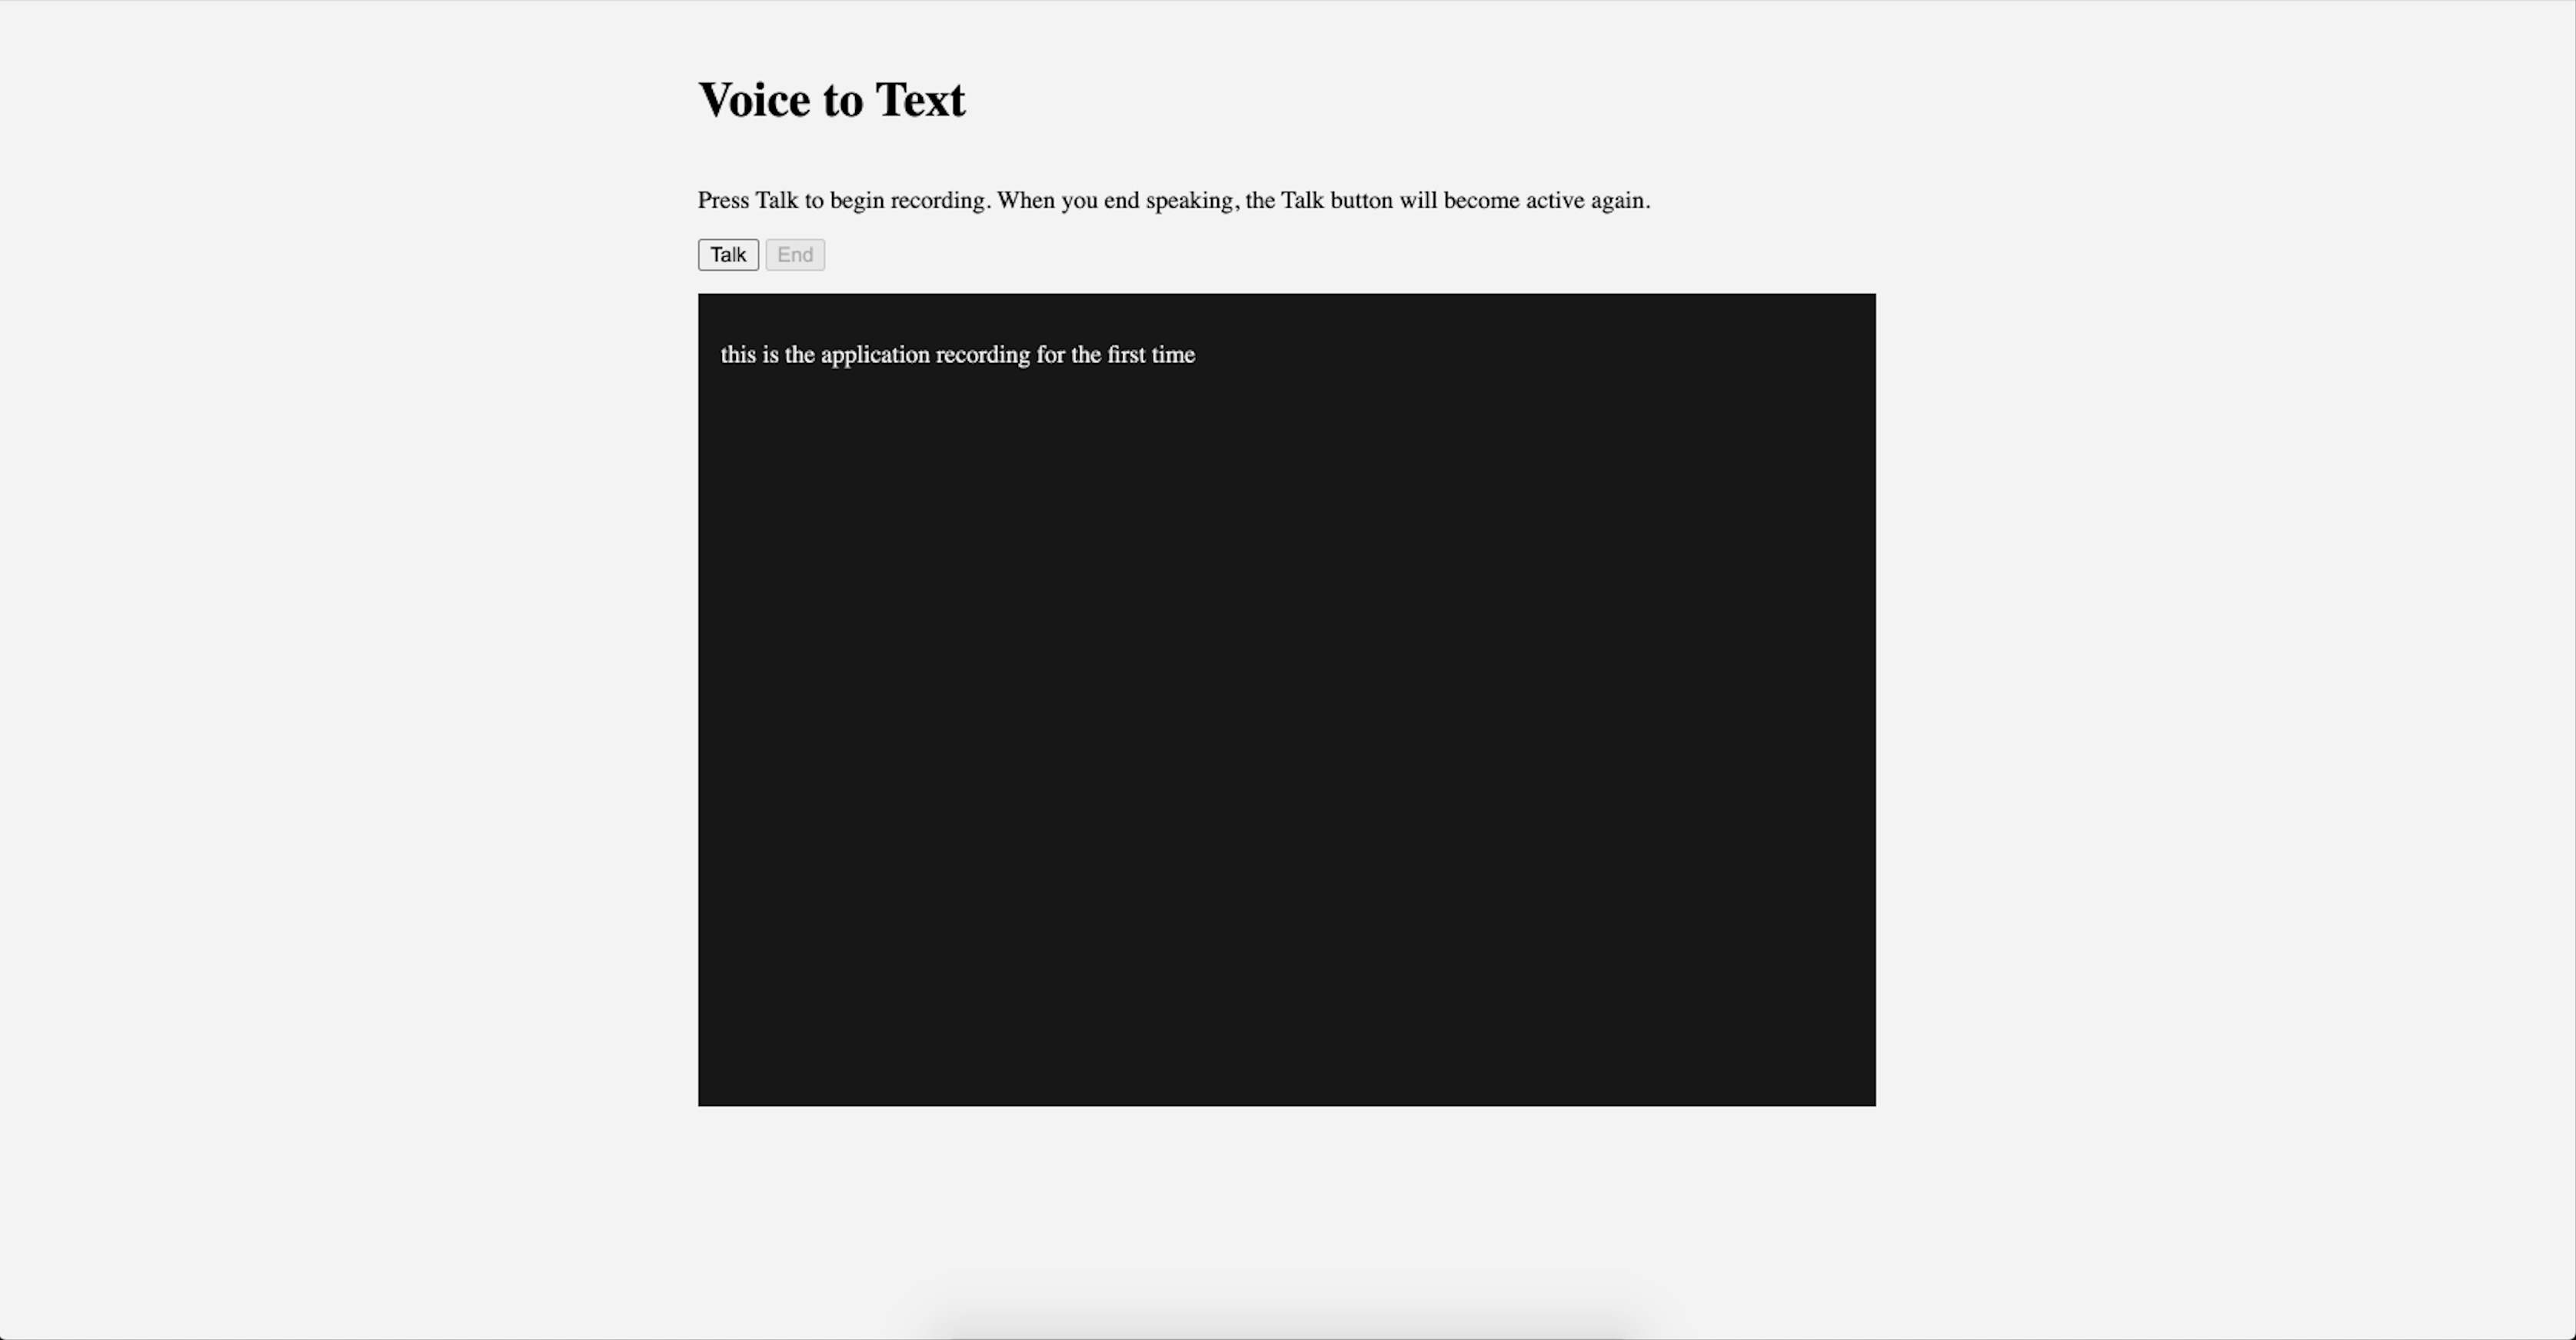 Voice to Text
Press Talk to begin recording. When you end speaking, the Talk button will become active again.
Talk End
this is the application recording for the first time